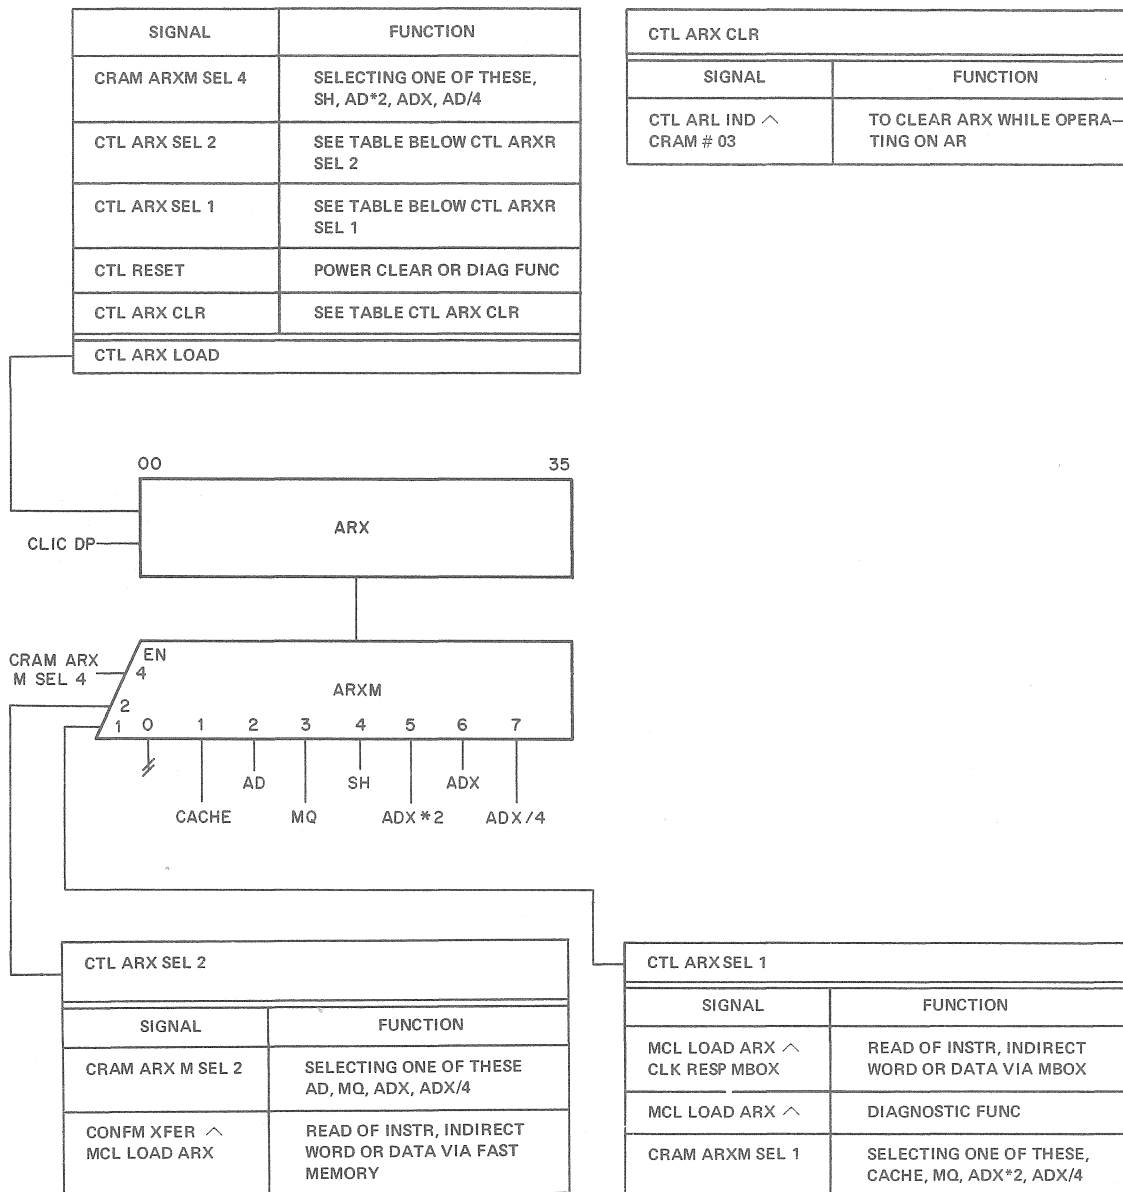 SIGNAL FUNCTION
CRAM ARXM SEL 4 SELECTING ONE OF THESE,
SH, AD*2, ADX, AD/4
CTL ARX SEL 2 SEE TABLE BELOW CTL ARXR
SEL 2
CTL ARX SEL 1 SEE TABLE BELOW CTL ARXR
SEL 1
CTL RESET POWER CLEAR OR DIAG FUNC
CTL ARX CLR SEE TABLE CTL ARX CLR
CTL ARX LOAD
CTL ARX CLR
SIGNAL FUNCTION
CTL ARL IND ∧ TO CLEAR ARX WHILE OPERA–
CRAM # 03 TING ON AR
00 35
ARX
CLIC DP
CRAM ARX
M SEL 4
EN
4
2
1
ARXM
0 1 2 3 4 5 6 7
AD SH ADX
CACHE MQ ADX*2 ADX/4
CTL ARX SEL 2
SIGNAL FUNCTION
CRAM ARX M SEL 2 SELECTING ONE OF THESE
AD, MQ, ADX, ADX/4
CONFM XFER ∧ READ OF INSTR, INDIRECT
MCL LOAD ARX WORD OR DATA VIA FAST
MEMORY
CTL ARX SEL 1
SIGNAL FUNCTION
MCL LOAD ARX ∧ READ OF INSTR, INDIRECT
CLK RESP MBOX WORD OR DATA VIA MBOX
MCL LOAD ARX ∧ DIAGNOSTIC FUNC
CRAM ARXM SEL 1 SELECTING ONE OF THESE,
CACHE, MQ, ADX*2, ADX/4